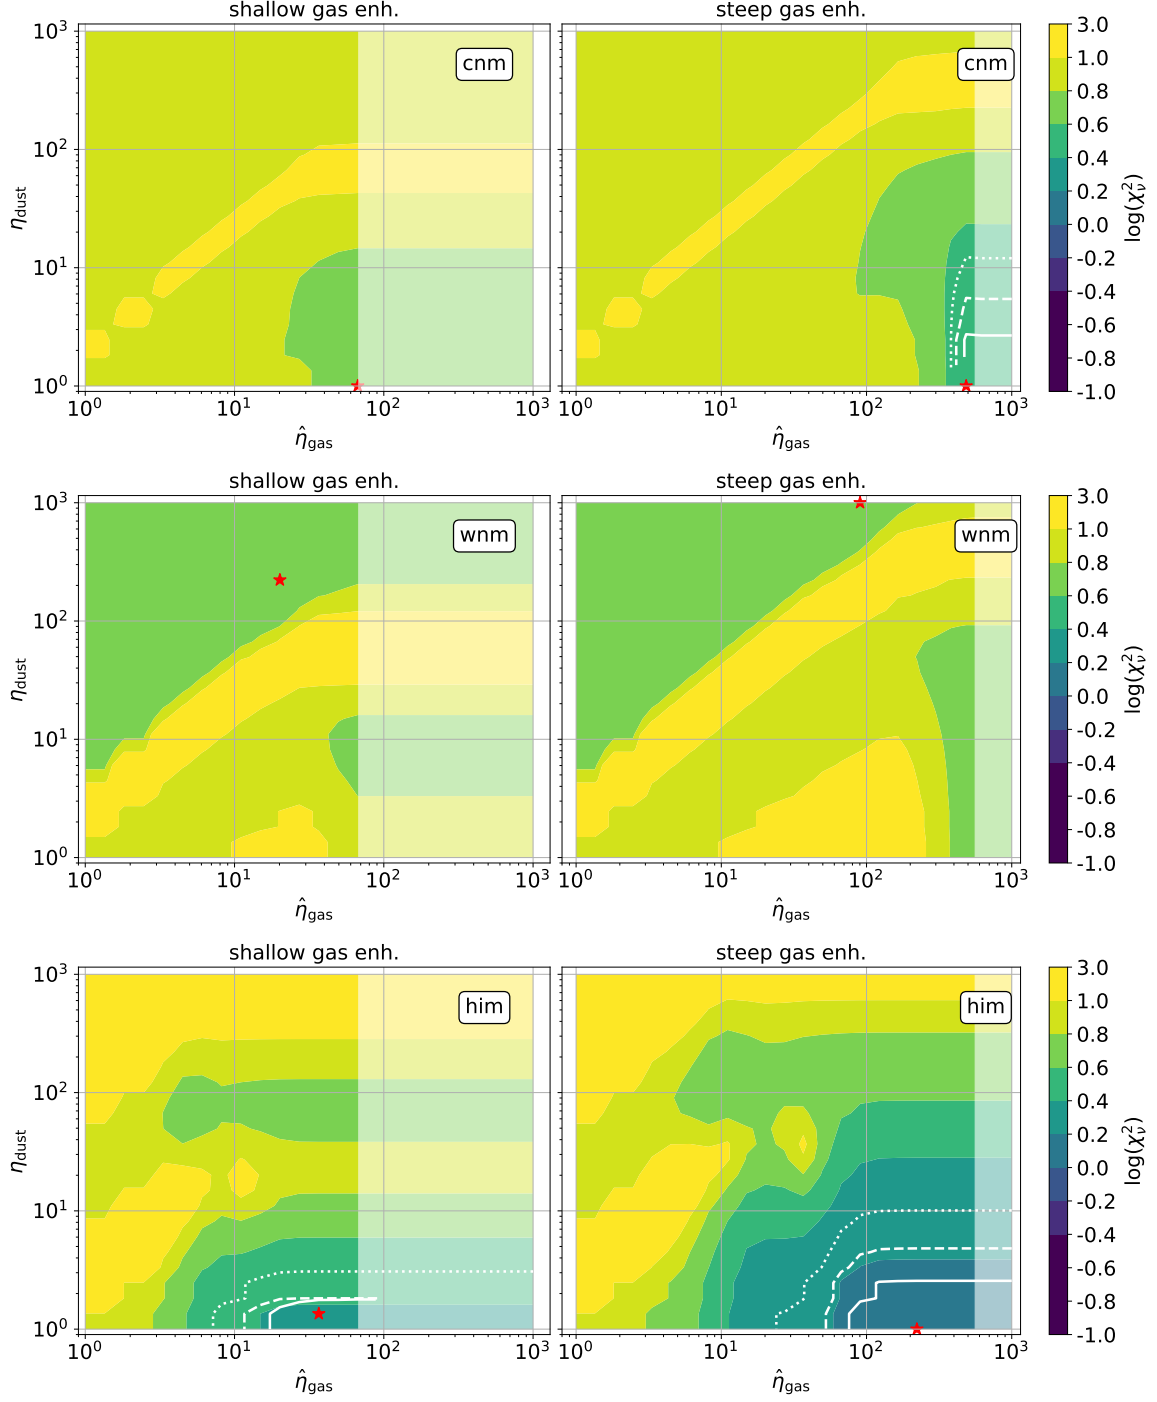 shallow gas enh.
steep gas enh.
cnm
cnm
10³
10²
10¹
10⁰
10⁰ 10¹ 10² 10³
10⁰ 10¹ 10² 10³
η_dust
η̂_gas
η̂_gas
3.0
1.0
0.8
0.6
0.4
0.2
0.0
-0.2
-0.4
-0.6
-0.8
-1.0
log(χ²_ν)
shallow gas enh.
steep gas enh.
wnm
wnm
10³
10²
10¹
10⁰
10⁰ 10¹ 10² 10³
10⁰ 10¹ 10² 10³
η_dust
η̂_gas
η̂_gas
3.0
1.0
0.8
0.6
0.4
0.2
0.0
-0.2
-0.4
-0.6
-0.8
-1.0
log(χ²_ν)
shallow gas enh.
steep gas enh.
him
him
10³
10²
10¹
10⁰
10⁰ 10¹ 10² 10³
10⁰ 10¹ 10² 10³
η_dust
η̂_gas
η̂_gas
3.0
1.0
0.8
0.6
0.4
0.2
0.0
-0.2
-0.4
-0.6
-0.8
-1.0
log(χ²_ν)